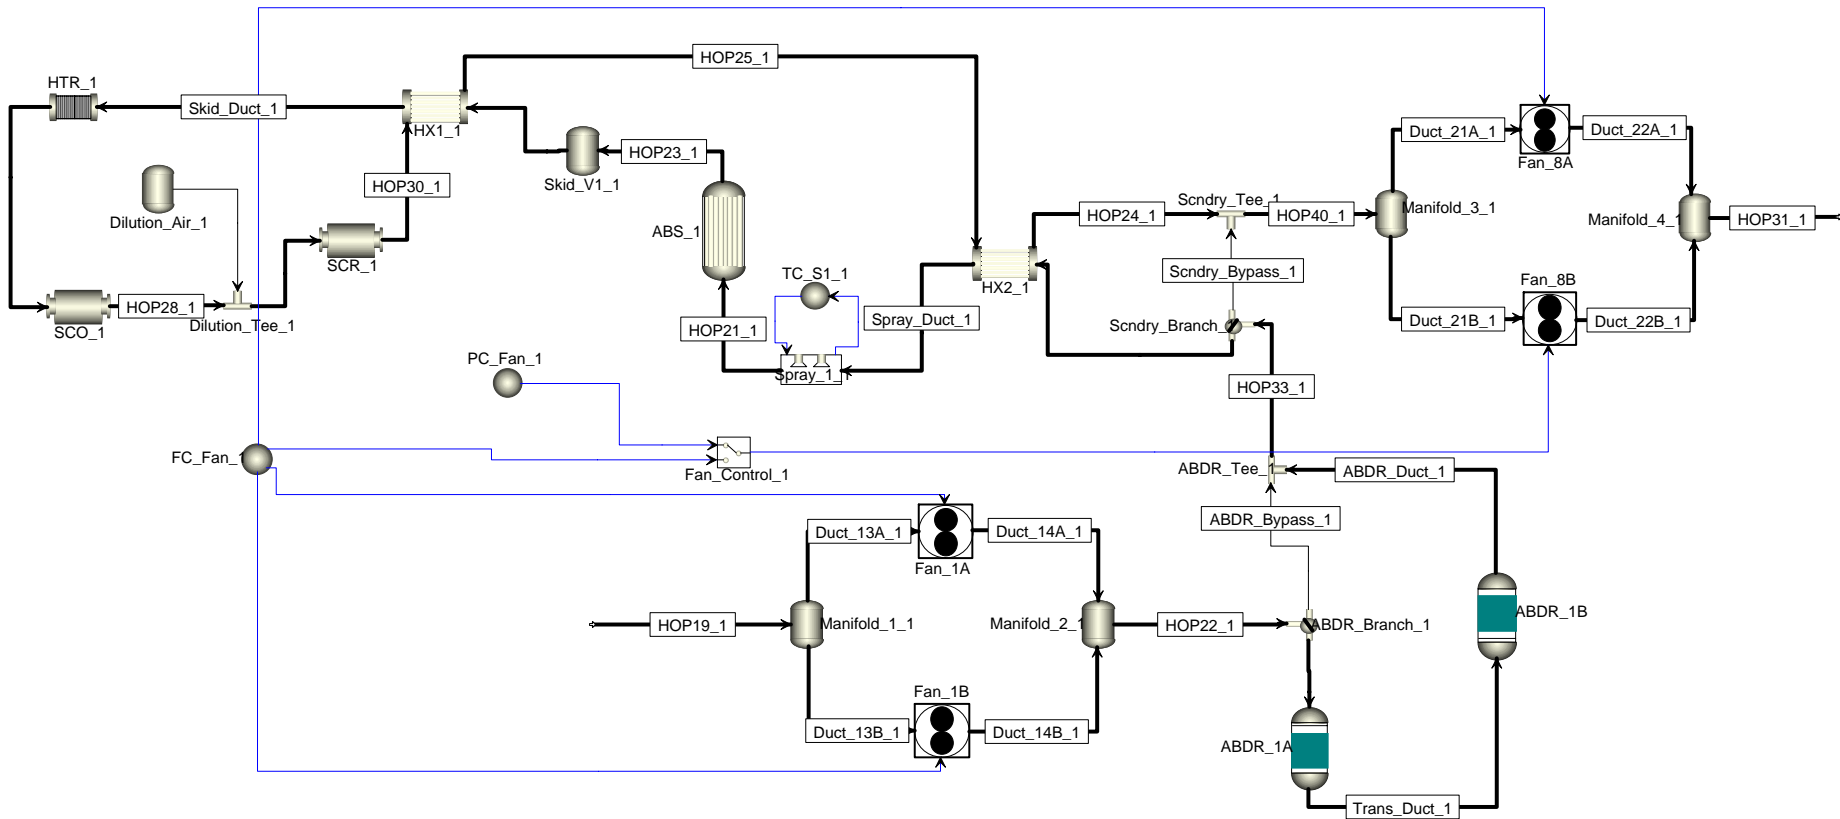 HOP25_1
HTR_1
Skid_Duct_1
HX1_1
Duct_21A_1
Duct_22A_1
Fan_8A
HOP23_1
Skid_V1_1
HOP30_1
Dilution_Air_1
Scndry_Tee_1
HOP24_1
HOP40_1
Manifold_3_1
Manifold_4_1
HOP31_1
ABS_1
SCR_1
TC_S1_1
HX2_1
Scndry_Bypass_1
Fan_8B
HOP28_1
SCO_1
Dilution_Tee_1
HOP21_1
Spray_Duct_1
Scndry_Branch_
Duct_21B_1
Duct_22B_1
PC_Fan_1
Spray_1_1
HOP33_1
FC_Fan_1
Fan_Control_1
ABDR_Tee_1
ABDR_Duct_1
ABDR_Bypass_1
Duct_13A_1
Duct_14A_1
Fan_1A
HOP19_1
Manifold_1_1
Manifold_2_1
HOP22_1
ABDR_Branch_1
ABDR_1B
Fan_1B
Duct_13B_1
Duct_14B_1
ABDR_1A
Trans_Duct_1